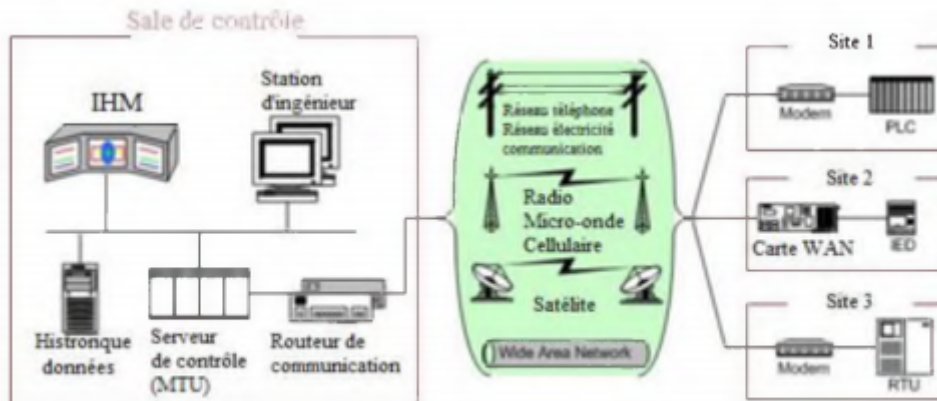 Sale de contrôle
IHM
Station
d'ingénieur
Histronque
données
Serveur
de contrôle
(MTU)
Routeur de
communication
Réseau téléphone
Réseau électricité
communication
Radio
Micro-onde
Cellulaire
Satélite
Wide Area Network
Site 1
Modem
PLC
Site 2
Carte WAN
IED
Site 3
Modem
RTU